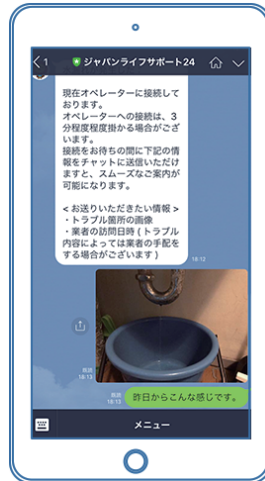 1
ジャパンライフサポート24
現在オペレーターに接続して
おります。
オペレーターへの接続は、3
分程度程度掛かる場合がござ
います。
接続をお待ちの間に下記の情
報をチャットに送信いただけ
ますと、スムーズなご案内が
可能になります。
＜お送りいただきたい情報＞
・トラブル箇所の画像
・業者の訪問日時 ( トラブル
内容によっては業者の手配を
する場合がございます )
18:12
既読
18:13
既読
18:13
昨日からこんな感じです。
メニュー